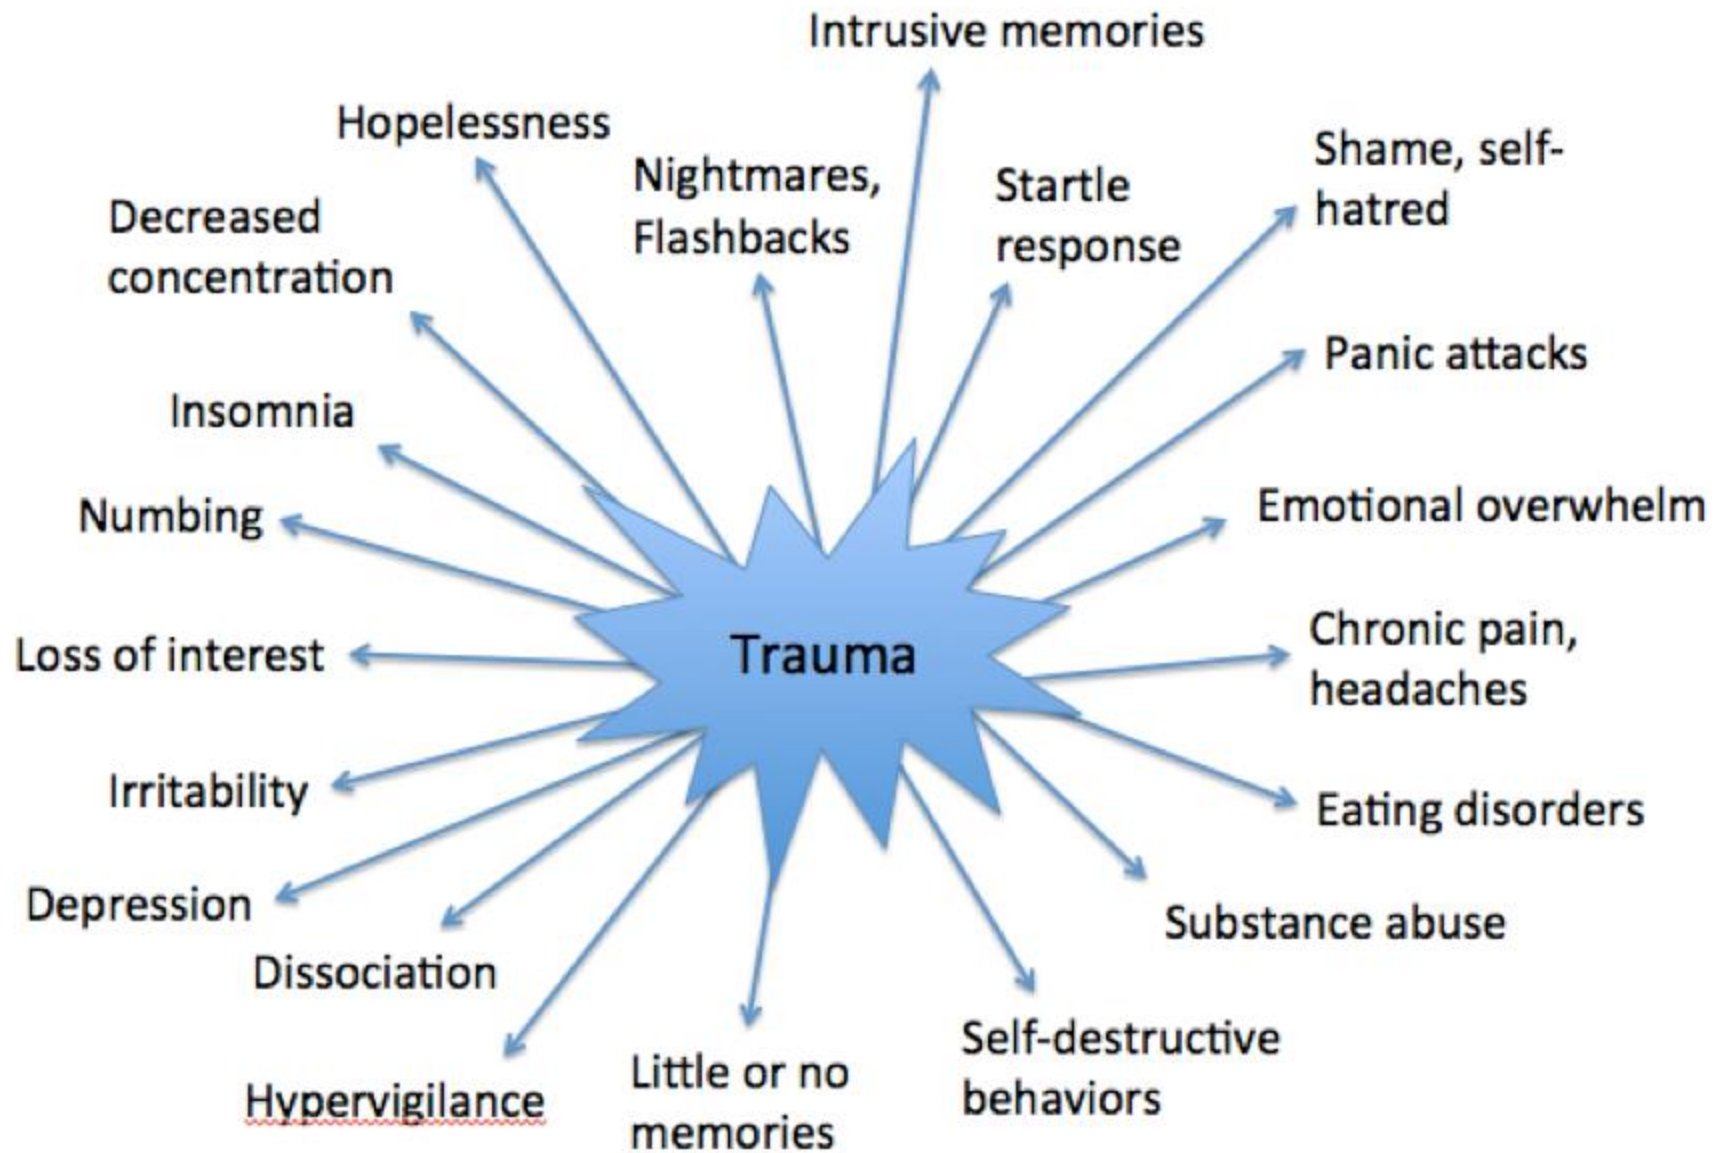 Intrusive memories
Hopelessness
Nightmares,
Flashbacks
Startle
response
Shame, self-
hatred
Decreased
concentration
Panic attacks
Insomnia
Numbing
Emotional overwhelm
Loss of interest
Trauma
Chronic pain,
headaches
Irritability
Eating disorders
Depression
Substance abuse
Dissociation
Hypervigilance
Little or no
memories
Self-destructive
behaviors